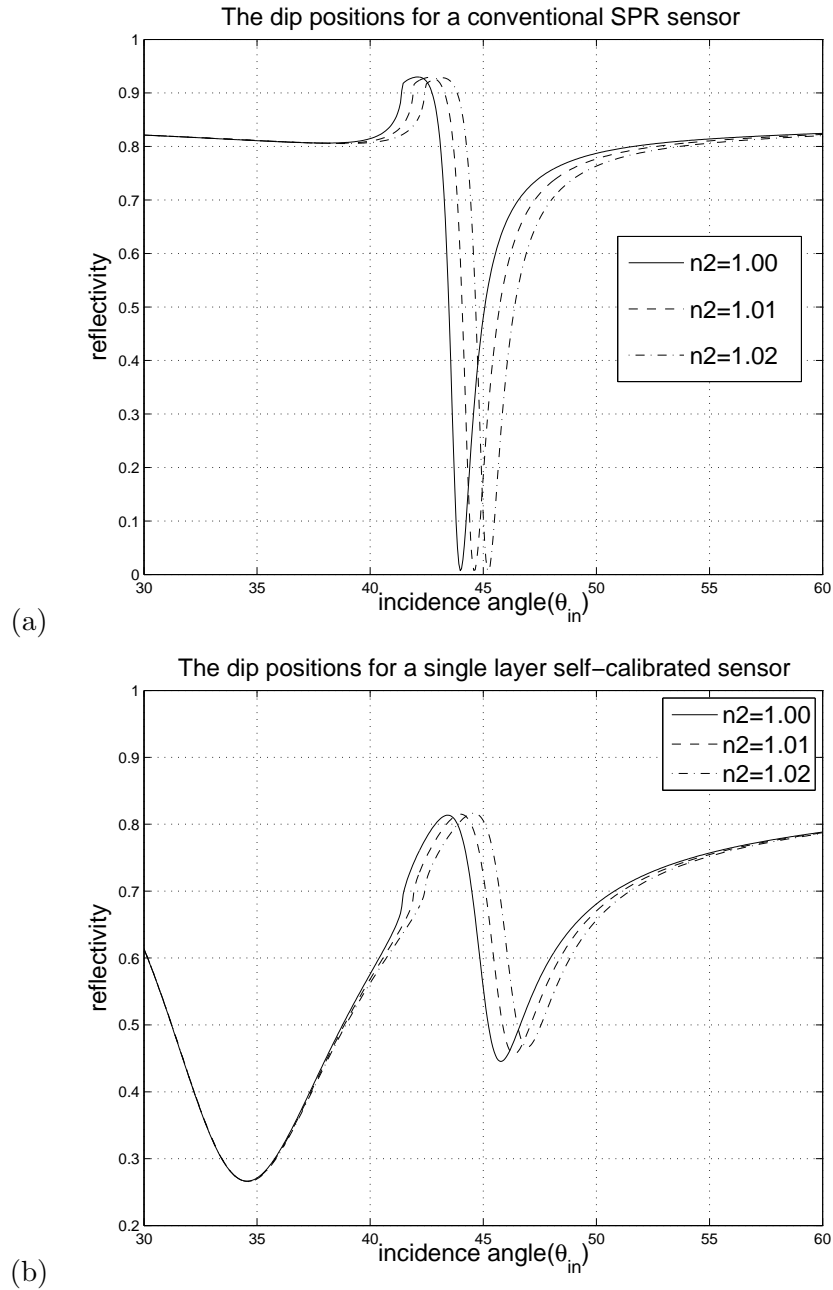 The dip positions for a conventional SPR sensor
1
0.9
0.8
0.7
0.6
0.5
0.4
0.3
0.2
0.1
0
reflectivity
n2=1.00
n2=1.01
n2=1.02
30 35 40 45 50 55 60
incidence angle(θin)
(a)
The dip positions for a single layer self−calibrated sensor
1
0.9
0.8
0.7
0.6
0.5
0.4
0.3
0.2
reflectivity
n2=1.00
n2=1.01
n2=1.02
30 35 40 45 50 55 60
incidence angle(θin)
(b)